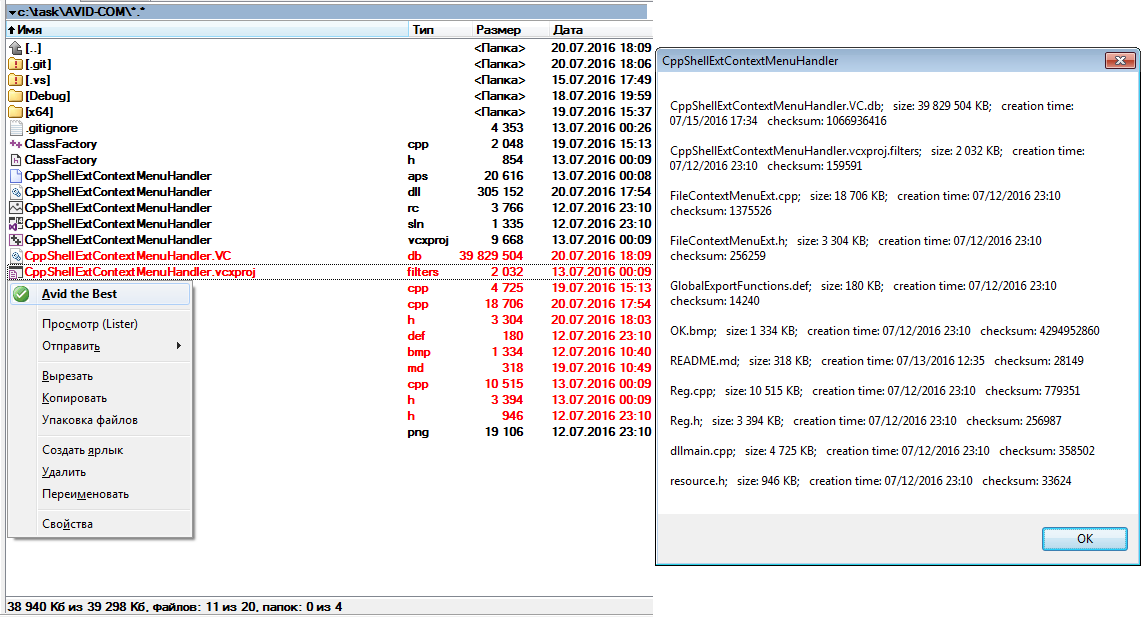 c:\task\AVID-COM\*.*
Имя Тип Размер Дата
[..] <Папка> 20.07.2016 18:09
[.git] <Папка> 20.07.2016 18:06
[.vs] <Папка> 15.07.2016 17:49
[Debug] <Папка> 18.07.2016 19:59
[x64] <Папка> 19.07.2016 15:37
.gitignore 4 353 13.07.2016 00:26
ClassFactory cpp 2 048 19.07.2016 15:13
ClassFactory h 854 13.07.2016 00:09
CppShellExtContextMenuHandler aps 20 616 13.07.2016 00:08
CppShellExtContextMenuHandler dll 305 152 20.07.2016 17:54
CppShellExtContextMenuHandler rc 3 766 12.07.2016 23:10
CppShellExtContextMenuHandler sln 1 335 12.07.2016 23:10
CppShellExtContextMenuHandler vcxproj 9 668 13.07.2016 00:09
CppShellExtContextMenuHandler.VC db 39 829 504 20.07.2016 18:09
CppShellExtContextMenuHandler.vcxproj filters 2 032 13.07.2016 00:09
cpp 4 725 19.07.2016 15:13
cpp 18 706 20.07.2016 17:54
h 3 304 20.07.2016 18:03
def 180 12.07.2016 23:10
bmp 1 334 12.07.2016 10:40
md 318 19.07.2016 10:49
cpp 10 515 13.07.2016 00:09
h 3 394 13.07.2016 00:09
h 946 12.07.2016 23:10
png 19 106 12.07.2016 23:10
Avid the Best
Просмотр (Lister)
Отправить
Вырезать
Копировать
Упаковка файлов
Создать ярлык
Удалить
Переименовать
Свойства
38 940 Кб из 39 298 Кб, файлов: 11 из 20, папок: 0 из 4
CppShellExtContextMenuHandler
CppShellExtContextMenuHandler.VC.db; size: 39 829 504 KB; creation time:
07/15/2016 17:34 checksum: 1066936416
CppShellExtContextMenuHandler.vcxproj.filters; size: 2 032 KB; creation time:
07/12/2016 23:10 checksum: 159591
FileContextMenuExt.cpp; size: 18 706 KB; creation time: 07/12/2016 23:10
checksum: 1375526
FileContextMenuExt.h; size: 3 304 KB; creation time: 07/12/2016 23:10
checksum: 256259
GlobalExportFunctions.def; size: 180 KB; creation time: 07/12/2016 23:10
checksum: 14240
OK.bmp; size: 1 334 KB; creation time: 07/12/2016 23:10 checksum: 4294952860
README.md; size: 318 KB; creation time: 07/13/2016 12:35 checksum: 28149
Reg.cpp; size: 10 515 KB; creation time: 07/12/2016 23:10 checksum: 779351
Reg.h; size: 3 394 KB; creation time: 07/12/2016 23:10 checksum: 256987
dllmain.cpp; size: 4 725 KB; creation time: 07/12/2016 23:10 checksum: 358502
resource.h; size: 946 KB; creation time: 07/12/2016 23:10 checksum: 33624
OK